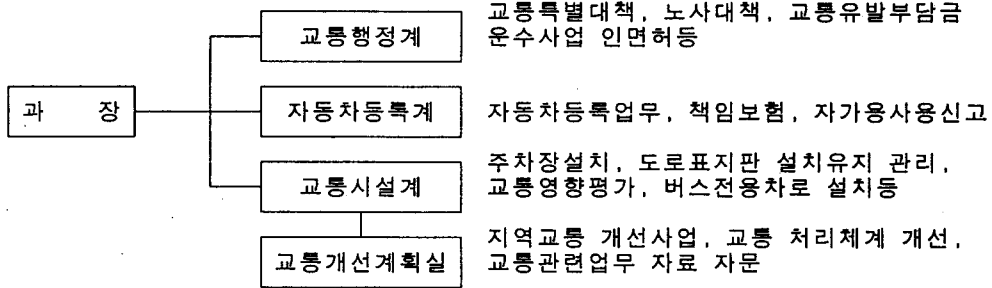 교통행정계
교통특별대책, 노사대책, 교통유발부담금
운수사업 인면허등
과 장
자동차등록계
자동차등록업무, 책임보험, 자가용사용신고
교통시설계
주차장설치, 도로표지판 설치유지 관리,
교통영향평가, 버스전용차로 설치등
교통개선계획실
지역교통 개선사업, 교통 처리체계 개선,
교통관련업무 자료 자문